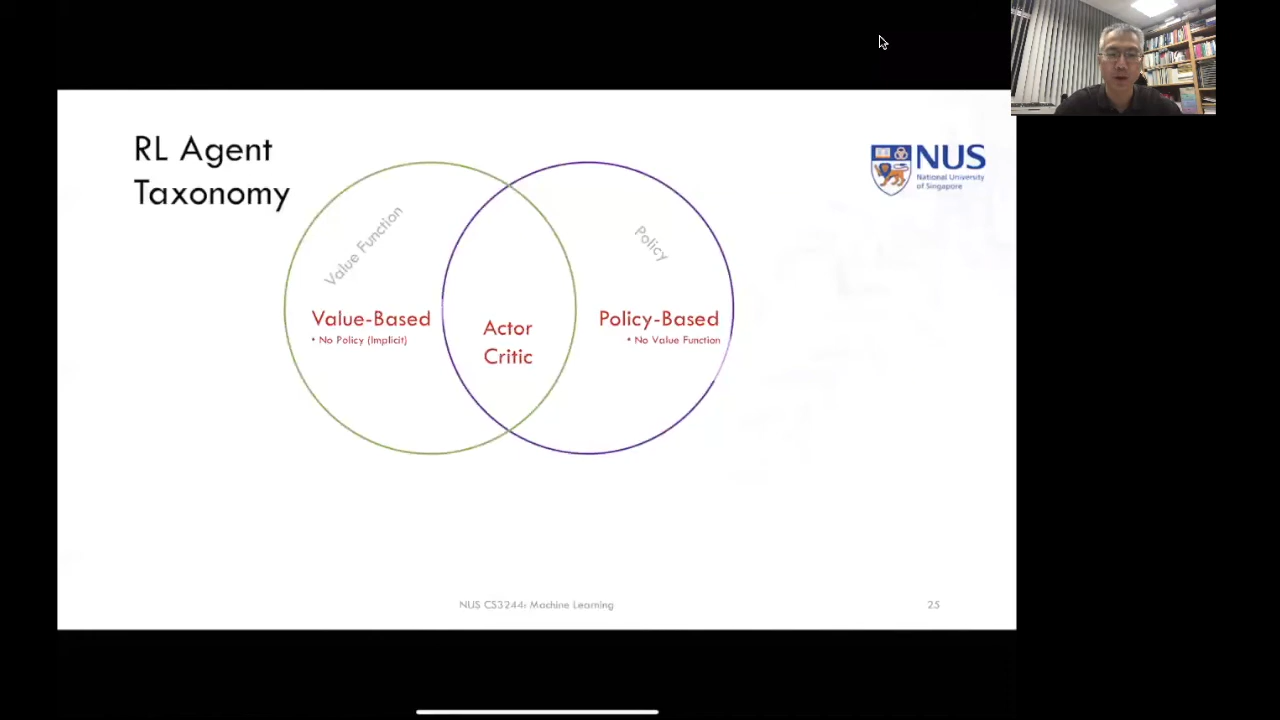 RL Agent
Taxonomy
NUS
National University
of Singapore
Value Function
Policy
Value-Based
• No Policy (Implicit)
Actor
Critic
Policy-Based
• No Value Function
NUS CS3244: Machine Learning
25